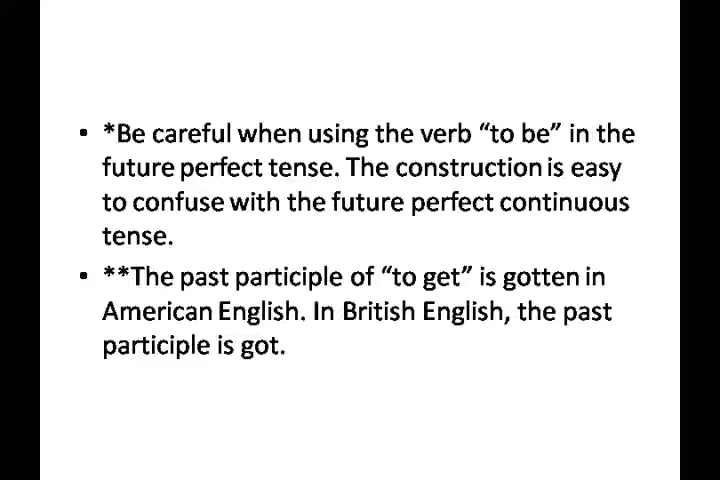 • *Be careful when using the verb “to be” in the
future perfect tense. The construction is easy
to confuse with the future perfect continuous
tense.
• **The past participle of “to get” is gotten in
American English. In British English, the past
participle is got.